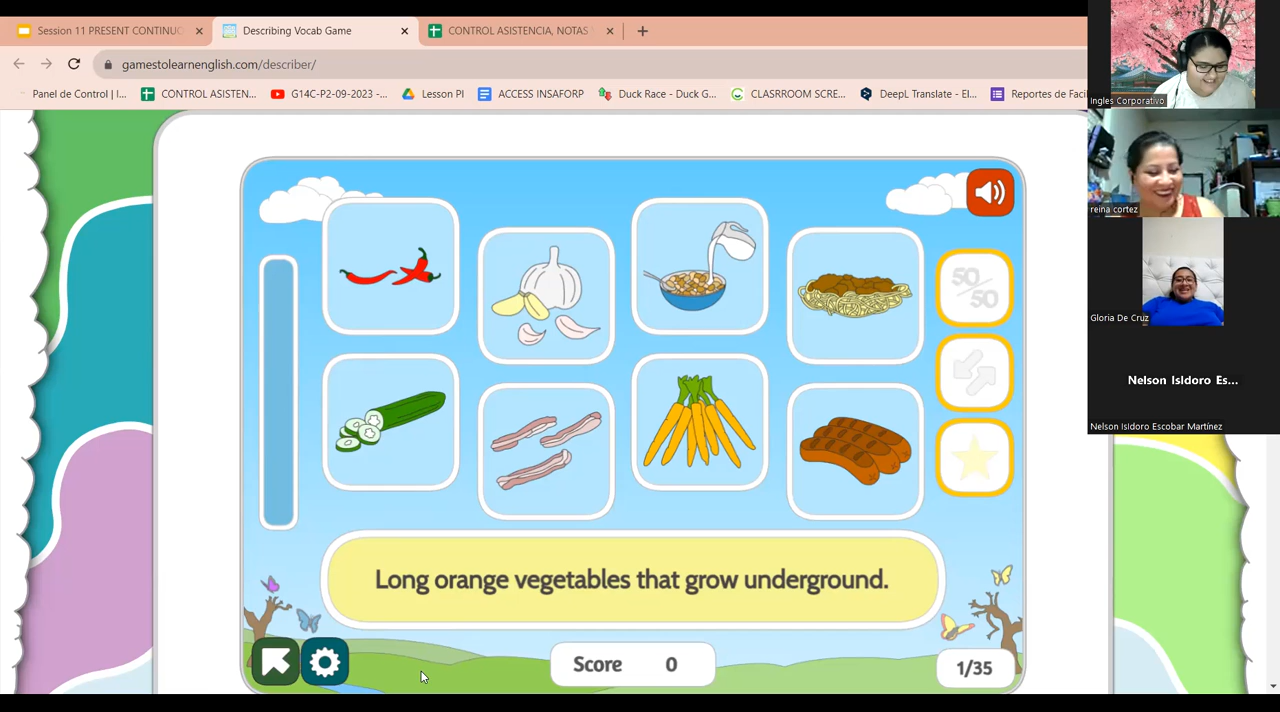 Session 11 PRESENT CONTINUO
Describing Vocab Game
CONTROL ASISTENCIA, NOTAS
gamestolearnenglish.com/describer/
Panel de Control | I...
CONTROL ASISTEN...
G14C-P2-09-2023 -...
Lesson PI
ACCESS INSAFORP
Duck Race - Duck G...
CLASRROOM SCRE...
DeepL Translate - El...
Reportes de Facil
Ingles Corporativo
reina cortez
Gloria De Cruz
Nelson Isidoro Es...
Nelson Isidoro Escobar Martínez
50/50
Long orange vegetables that grow underground.
Score 0
1/35